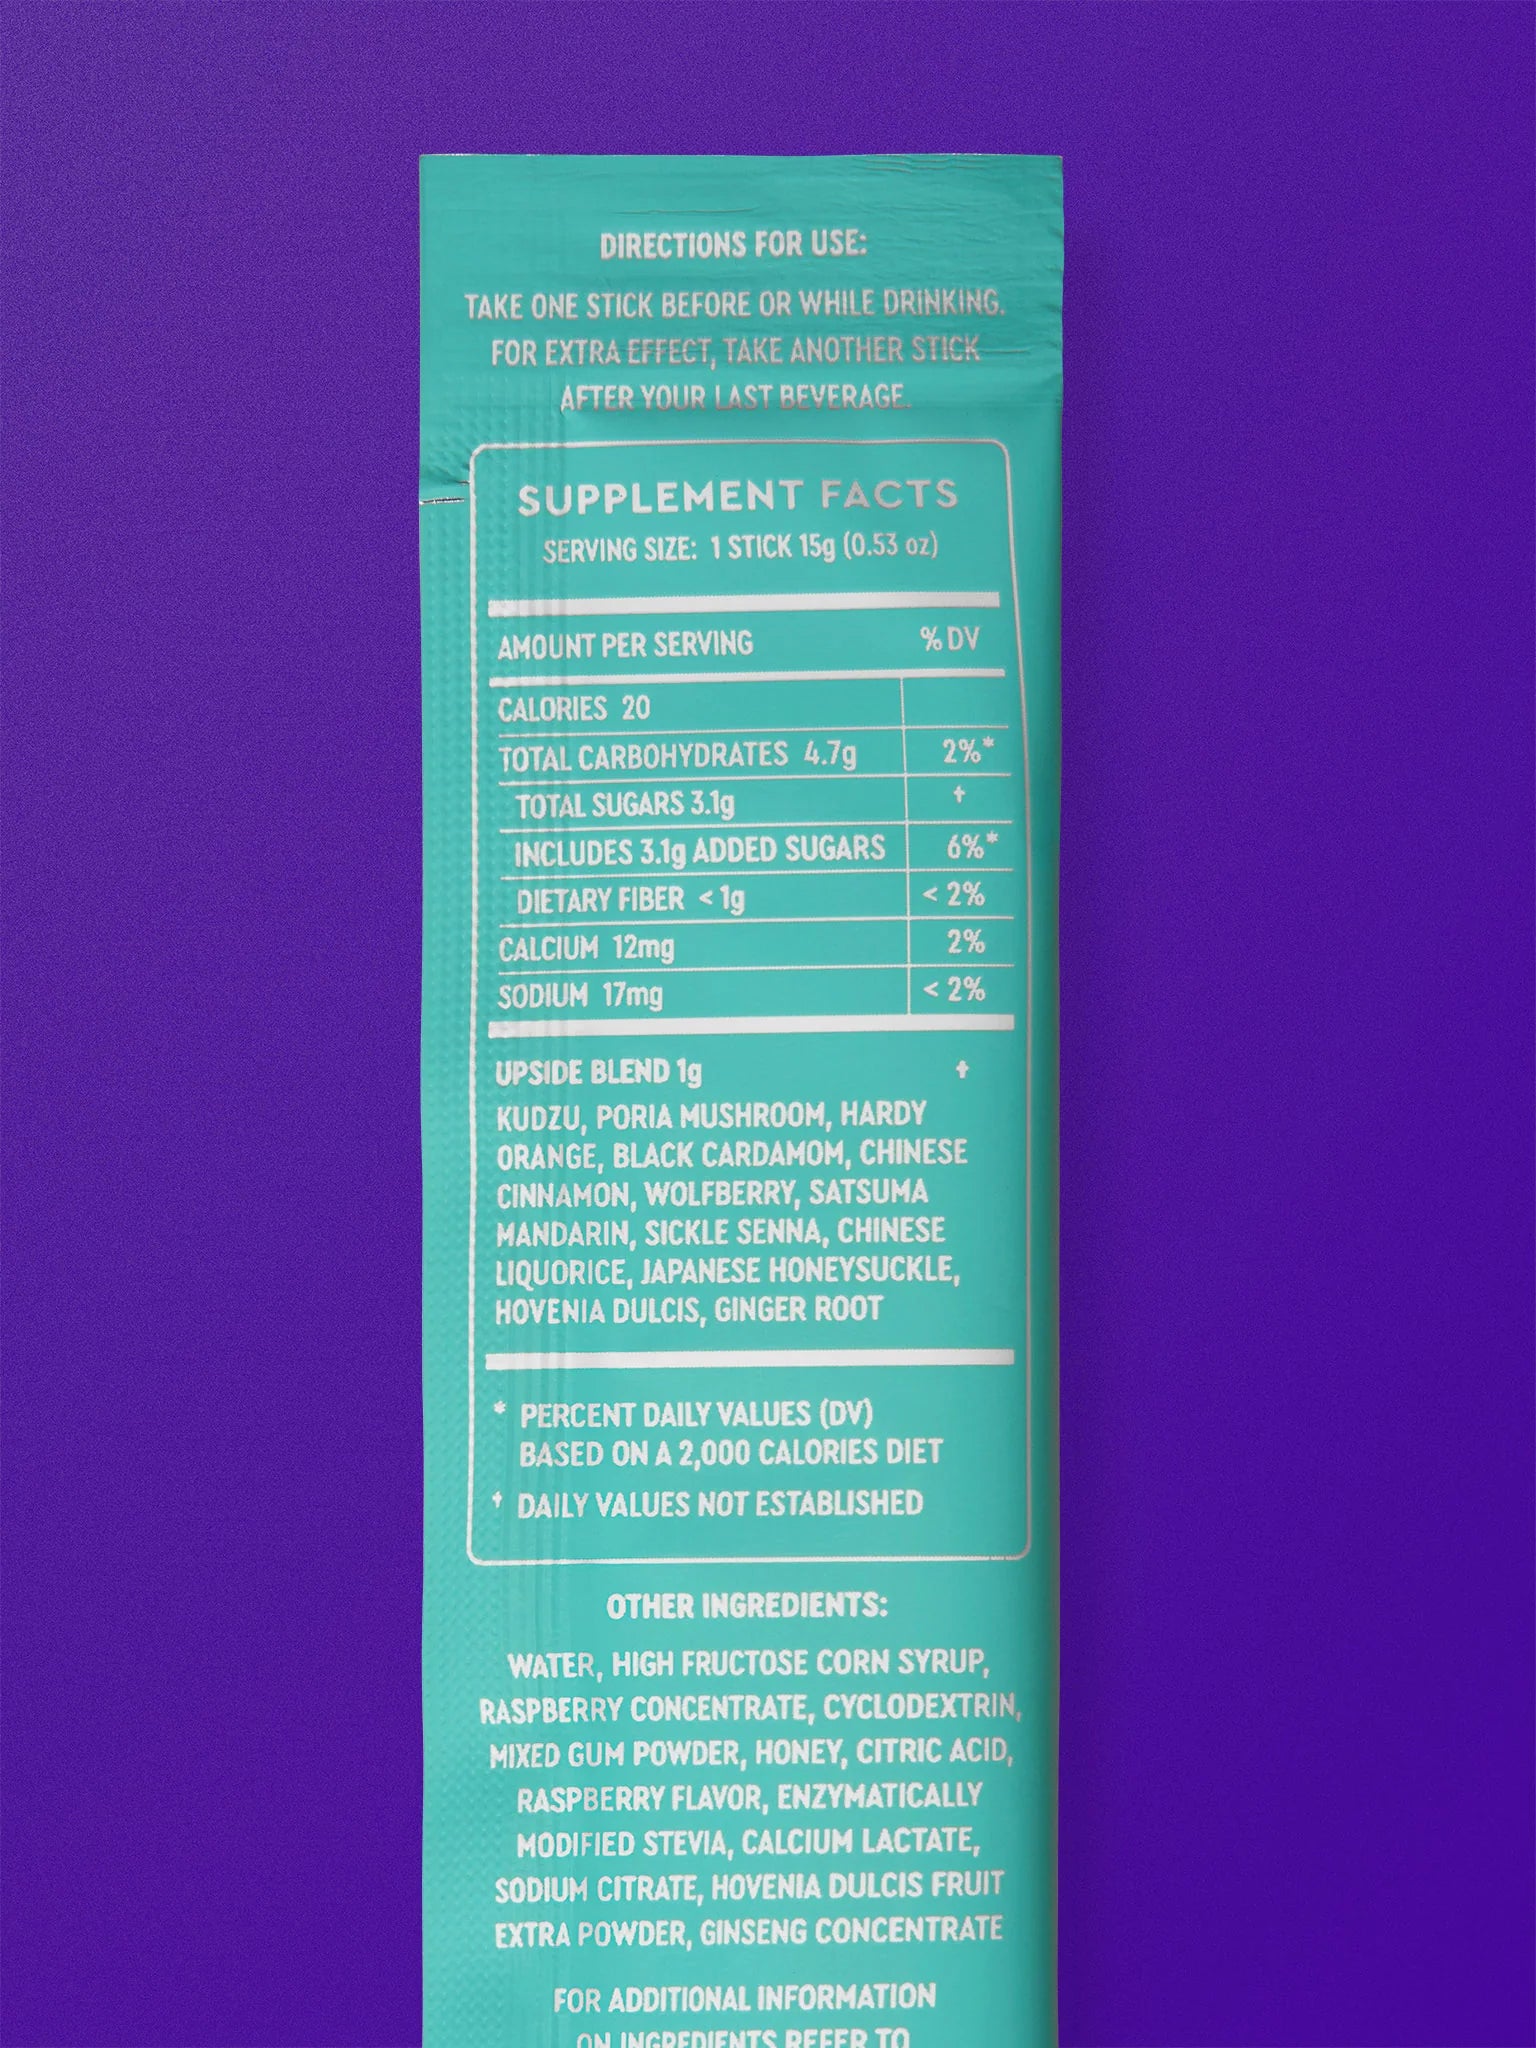 DIRECTIONS FOR USE:
TAKE ONE STICK BEFORE OR WHILE DRINKING.
FOR EXTRA EFFECT, TAKE ANOTHER STICK
AFTER YOUR LAST BEVERAGE.
SUPPLEMENT FACTS
SERVING SIZE: 1 STICK 15g (0.53 oz)
AMOUNT PER SERVING % DV
CALORIES 20
TOTAL CARBOHYDRATES 4.7g 2%*
TOTAL SUGARS 3.1g †
INCLUDES 3.1g ADDED SUGARS 6%*
DIETARY FIBER < 1g < 2%
CALCIUM 12mg 2%
SODIUM 17mg < 2%
UPSIDE BLEND 1g †
KUDZU, PORIA MUSHROOM, HARDY
ORANGE, BLACK CARDAMOM, CHINESE
CINNAMON, WOLFBERRY, SATSUMA
MANDARIN, SICKLE SENNA, CHINESE
LIQUORICE, JAPANESE HONEYSUCKLE,
HOVENIA DULCIS, GINGER ROOT
* PERCENT DAILY VALUES (DV)
BASED ON A 2,000 CALORIES DIET
† DAILY VALUES NOT ESTABLISHED
OTHER INGREDIENTS:
WATER, HIGH FRUCTOSE CORN SYRUP,
RASPBERRY CONCENTRATE, CYCLODEXTRIN,
MIXED GUM POWDER, HONEY, CITRIC ACID,
RASPBERRY FLAVOR, ENZYMATICALLY
MODIFIED STEVIA, CALCIUM LACTATE,
SODIUM CITRATE, HOVENIA DULCIS FRUIT
EXTRA POWDER, GINSENG CONCENTRATE
FOR ADDITIONAL INFORMATION
ON INGREDIENTS REFER TO